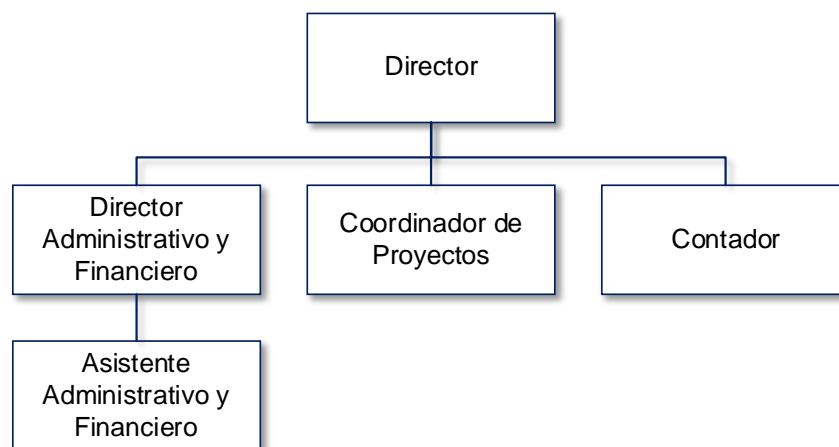 Director
Director
Administrativo y
Financiero
Coordinador de
Proyectos
Contador
Asistente
Administrativo y
Financiero